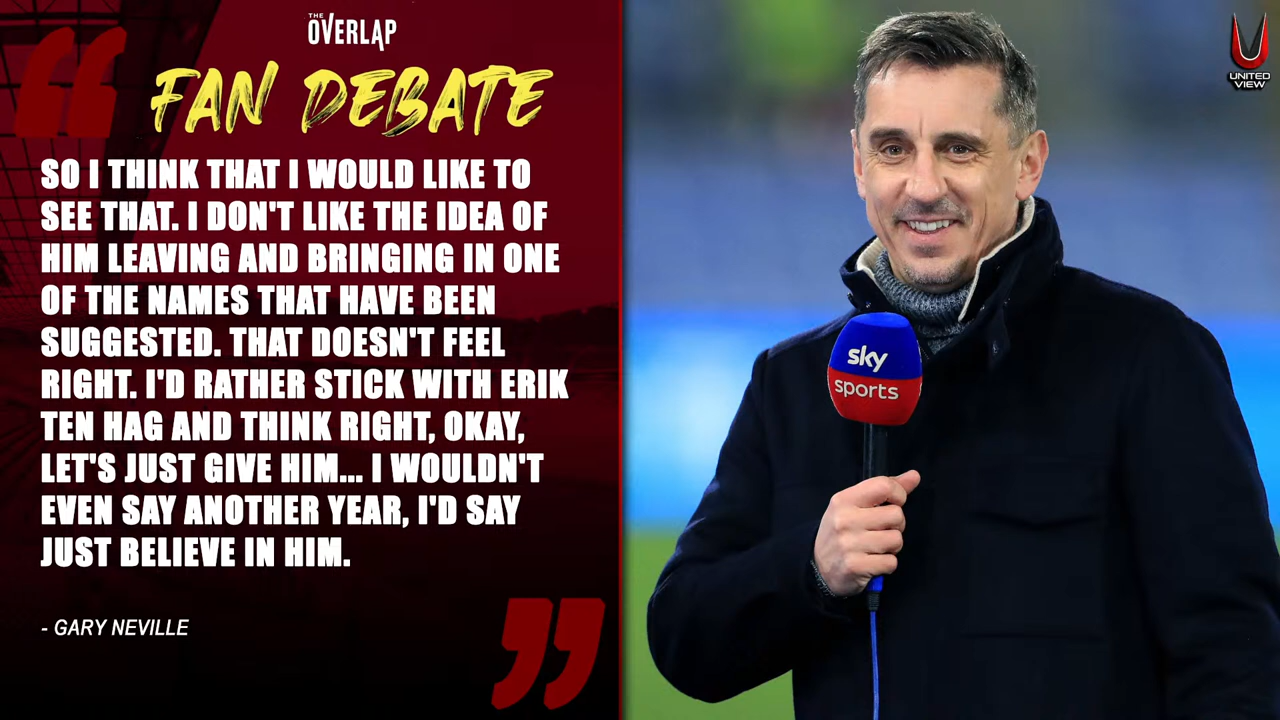 THE
OVERLAP
FAN DEBATE
SO I THINK THAT I WOULD LIKE TO
SEE THAT. I DON'T LIKE THE IDEA OF
HIM LEAVING AND BRINGING IN ONE
OF THE NAMES THAT HAVE BEEN
SUGGESTED. THAT DOESN'T FEEL
RIGHT. I'D RATHER STICK WITH ERIK
TEN HAG AND THINK RIGHT, OKAY,
LET'S JUST GIVE HIM... I WOULDN'T
EVEN SAY ANOTHER YEAR, I'D SAY
JUST BELIEVE IN HIM.
- GARY NEVILLE
UNITED
VIEW
sky
sports